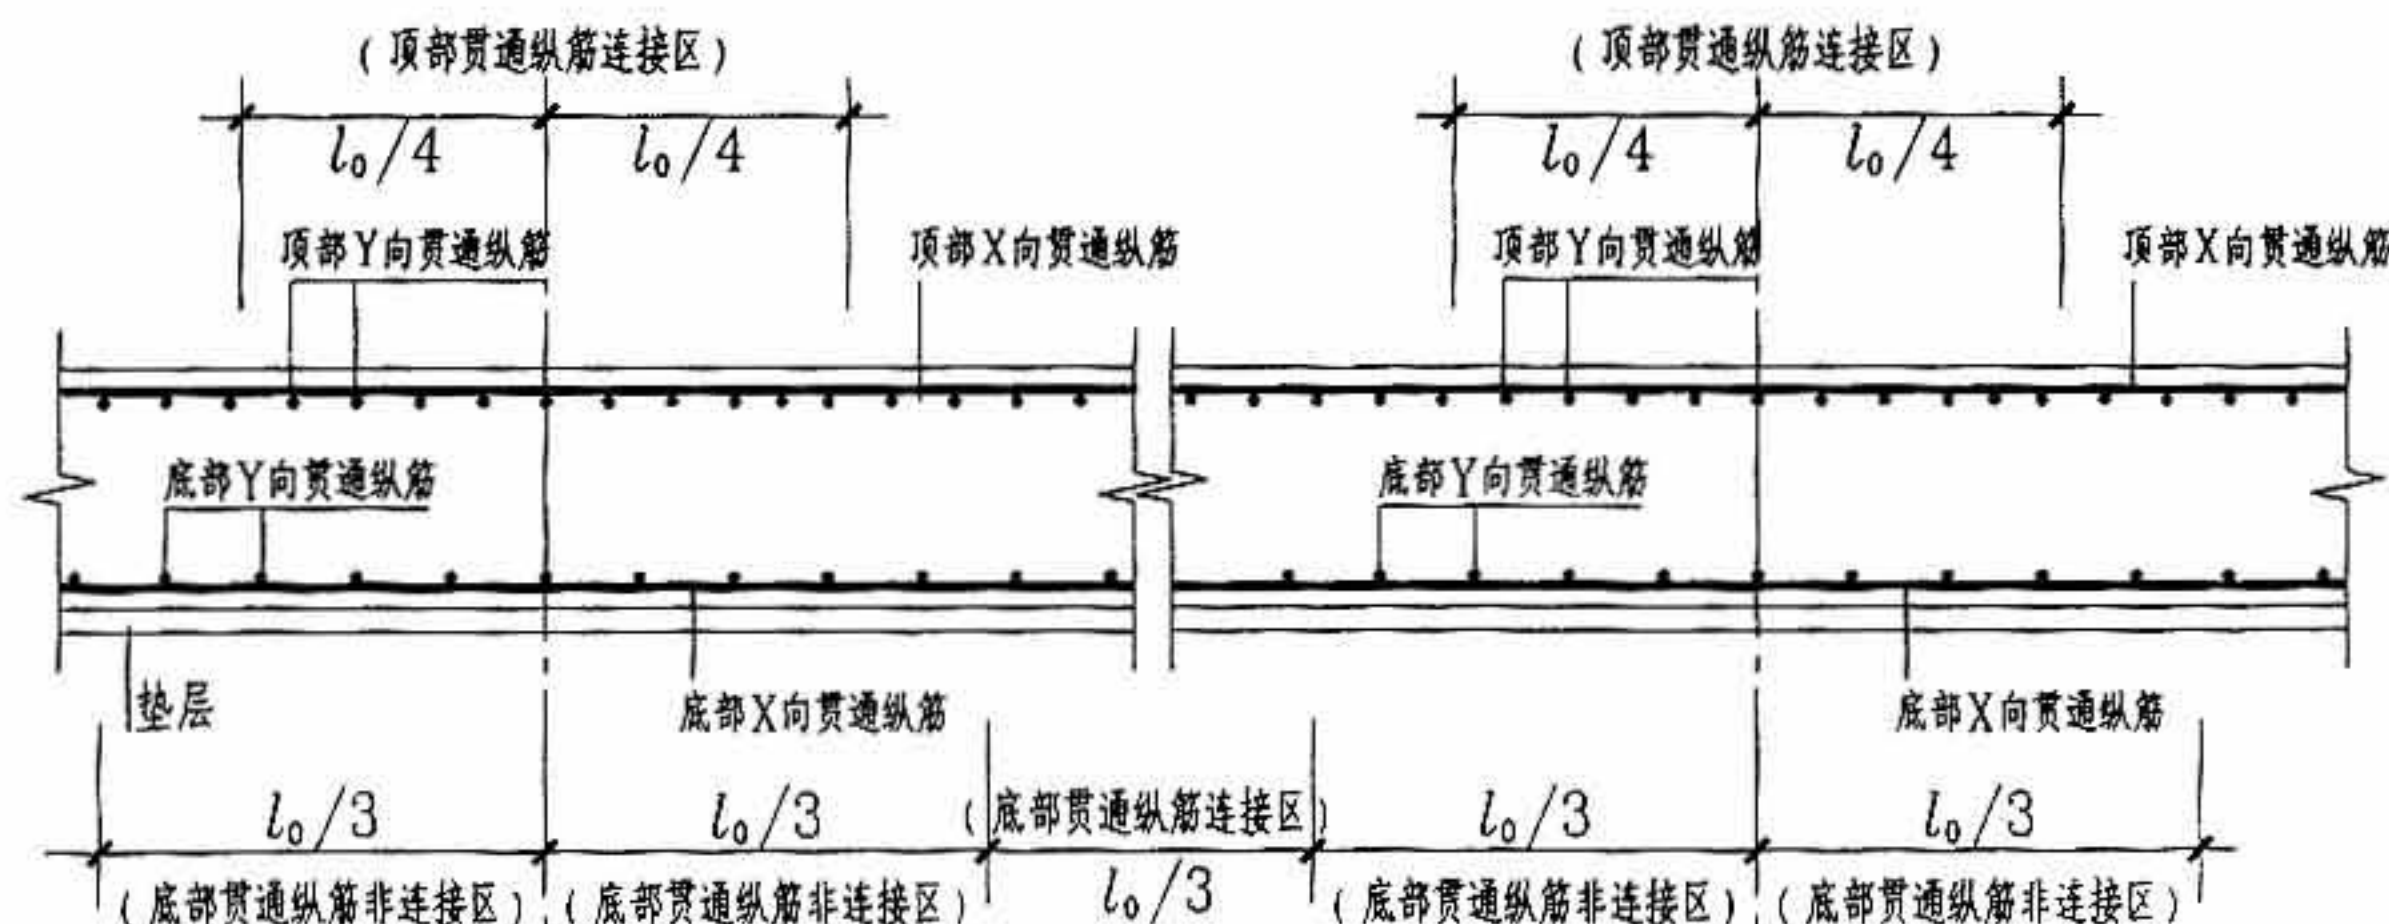 (顶部贯通纵筋连接区) (顶部贯通纵筋连接区)
l₀/4 l₀/4 l₀/4 l₀/4
顶部Y向贯通纵筋 顶部X向贯通纵筋 顶部Y向贯通纵筋 顶部X向贯通纵筋
底部Y向贯通纵筋 底部Y向贯通纵筋
垫层 底部X向贯通纵筋 底部X向贯通纵筋
l₀/3 l₀/3 (底部贯通纵筋连接区) l₀/3 l₀/3
(底部贯通纵筋非连接区) (底部贯通纵筋非连接区) l₀/3 (底部贯通纵筋非连接区) (底部贯通纵筋非连接区)